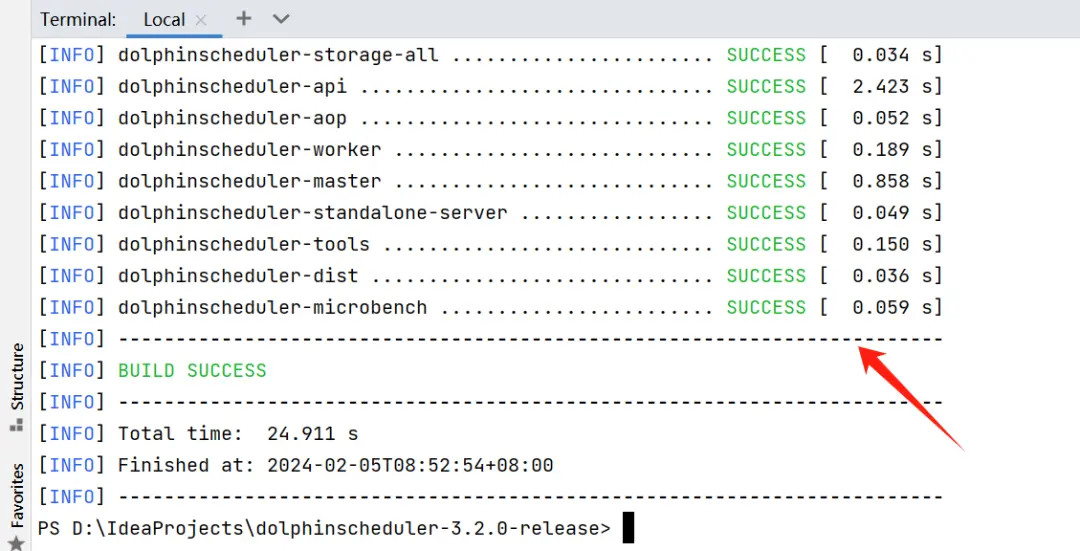 Terminal: Local × + ∨
[INFO] dolphinscheduler-storage-all ....................... SUCCESS [  0.034 s]
[INFO] dolphinscheduler-api ............................... SUCCESS [  2.423 s]
[INFO] dolphinscheduler-aop ............................... SUCCESS [  0.052 s]
[INFO] dolphinscheduler-worker ............................ SUCCESS [  0.189 s]
[INFO] dolphinscheduler-master ............................ SUCCESS [  0.858 s]
[INFO] dolphinscheduler-standalone-server ................. SUCCESS [  0.049 s]
[INFO] dolphinscheduler-tools ............................. SUCCESS [  0.150 s]
[INFO] dolphinscheduler-dist .............................. SUCCESS [  0.036 s]
[INFO] dolphinscheduler-microbench ........................ SUCCESS [  0.059 s]
[INFO] ------------------------------------------------------------------------
[INFO] BUILD SUCCESS
[INFO] ------------------------------------------------------------------------
[INFO] Total time:  24.911 s
[INFO] Finished at: 2024-02-05T08:52:54+08:00
[INFO] ------------------------------------------------------------------------
PS D:\IdeaProjects\dolphinscheduler-3.2.0-release>
Structure
Favorites